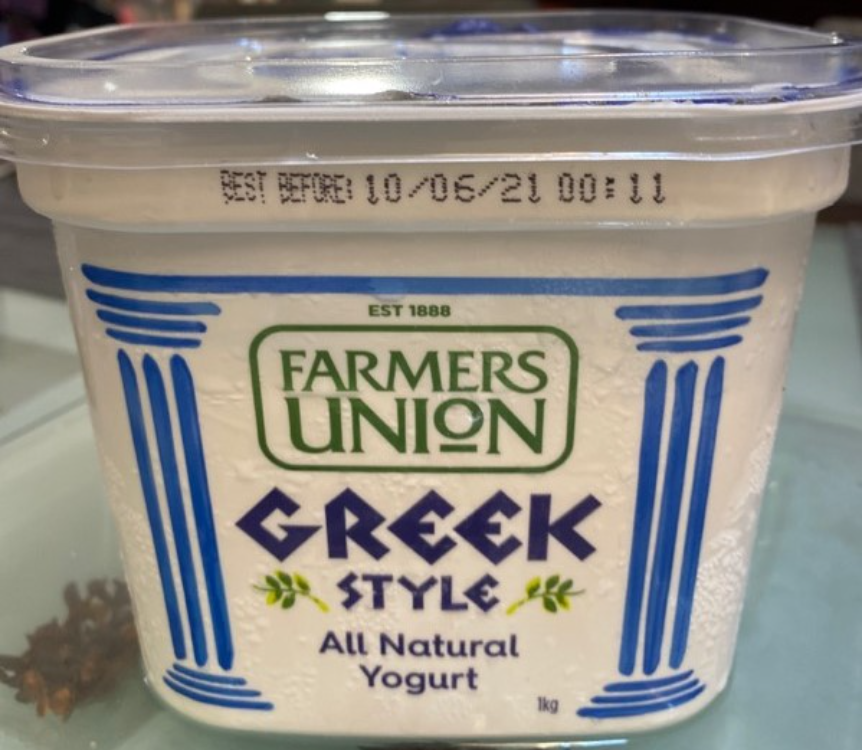 BEST BEFORE: 10/06/21 00:11
EST 1888
FARMERS
UNION
GREEK
STYLE
All Natural
Yogurt
1kg